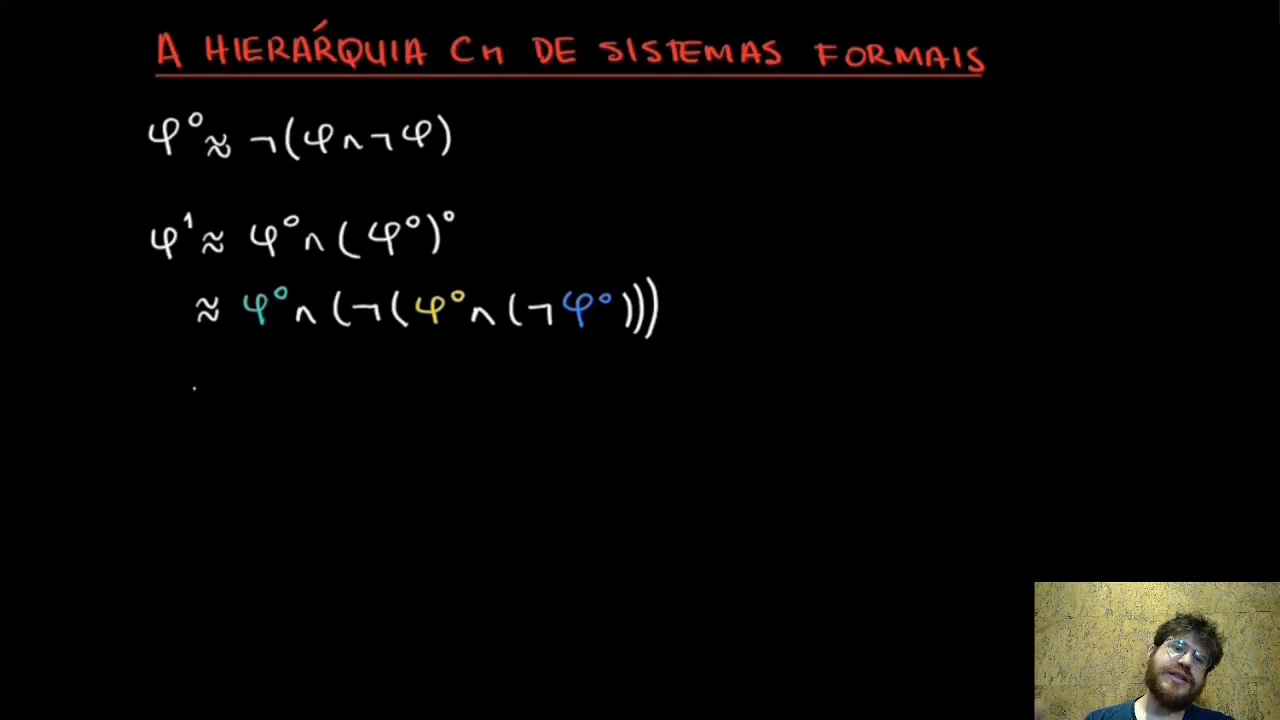 A HIERÁRQUIA Cn DE SISTEMAS FORMAIS
φ° ≈ ¬(φ ∧ ¬φ)
φ¹ ≈ φ° ∧ (φ°)°
≈ φ° ∧ (¬(φ° ∧ (¬φ°)))